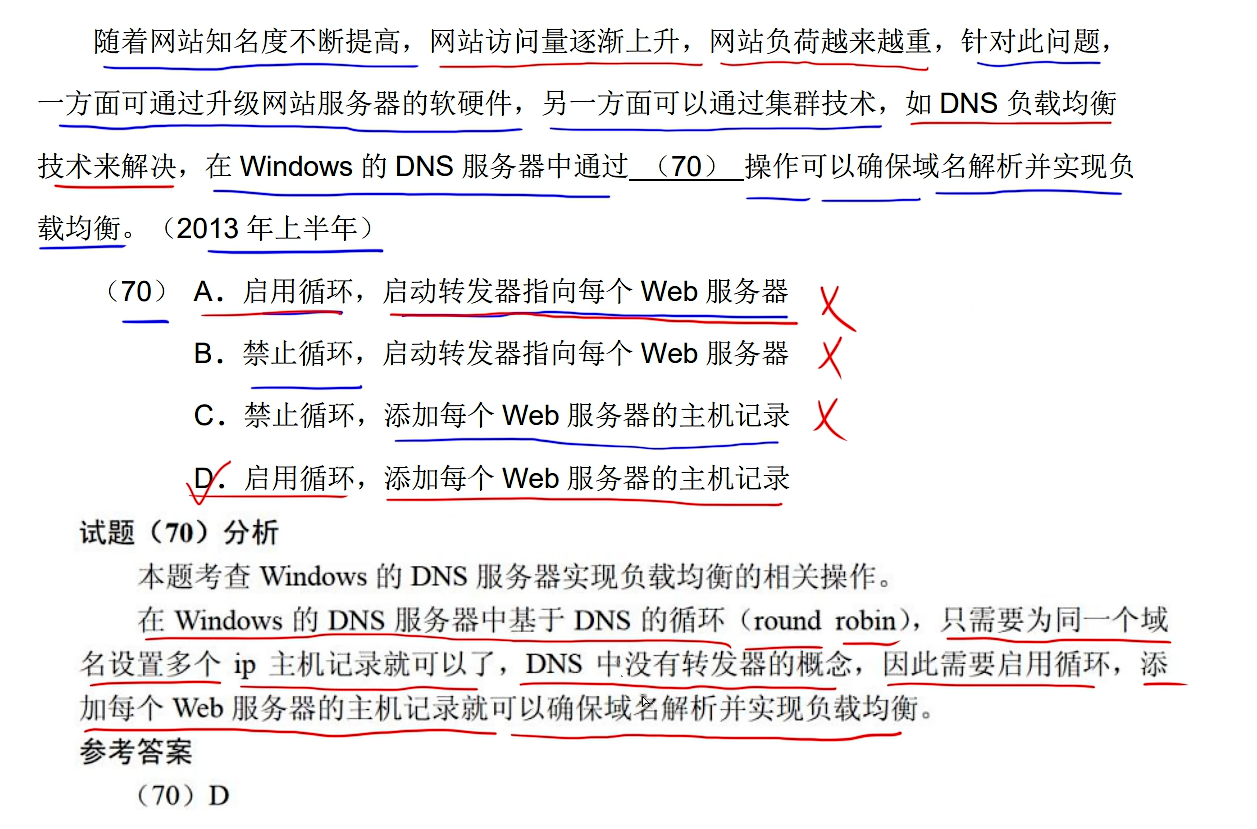 随着网站知名度不断提高，网站访问量逐渐上升，网站负荷越来越重，针对此问题，
一方面可通过升级网站服务器的软硬件，另一方面可以通过集群技术，如 DNS 负载均衡
技术来解决，在 Windows 的 DNS 服务器中通过 （70） 操作可以确保域名解析并实现负
载均衡。（2013 年上半年）
（70） A．启用循环，启动转发器指向每个 Web 服务器
B．禁止循环，启动转发器指向每个 Web 服务器
C．禁止循环，添加每个 Web 服务器的主机记录
D．启用循环，添加每个 Web 服务器的主机记录
试题（70）分析
本题考查 Windows 的 DNS 服务器实现负载均衡的相关操作。
在 Windows 的 DNS 服务器中基于 DNS 的循环（round robin），只需要为同一个域
名设置多个 ip 主机记录就可以了，DNS 中没有转发器的概念，因此需要启用循环，添
加每个 Web 服务器的主机记录就可以确保域名解析并实现负载均衡。
参考答案
（70）D